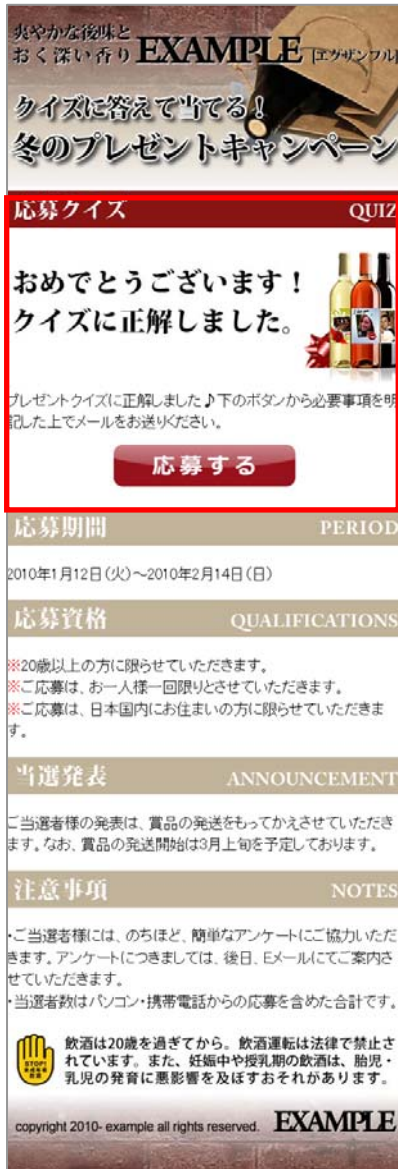 爽やかな後味と
おく深い香り EXAMPLE [エグザンプル]
クイズに答えて当てる!
冬のプレゼントキャンペーン
応募クイズ QUIZ
おめでとうございます!
クイズに正解しました。
プレゼントクイズに正解しました♪下のボタンから必要事項を明
記した上でメールをお送りください。
応募する
応募期間 PERIOD
2010年1月12日(火)~2010年2月14日(日)
応募資格 QUALIFICATIONS
※20歳以上の方に限らせていただきます。
※ご応募は、お一人様一回限りとさせていただきます。
※ご応募は、日本国内にお住まいの方に限らせていただきま
す。
当選発表 ANNOUNCEMENT
ご当選者様の発表は、賞品の発送をもってかえさせていただき
ます。なお、賞品の発送開始は3月上旬を予定しております。
注意事項 NOTES
・ご当選者様には、のちほど、簡単なアンケートにご協力いただ
きます。アンケートにつきましては、後日、Eメールにてご案内さ
せていただきます。
・当選者数はパソコン・携帯電話からの応募を含めた合計です。
STOP!
飲酒は20歳を過ぎてから。飲酒運転は法律で禁止さ
れています。また、妊娠中や授乳期の飲酒は、胎児・
乳児の発育に悪影響を及ぼすおそれがあります。
copyright 2010- example all rights reserved. EXAMPLE